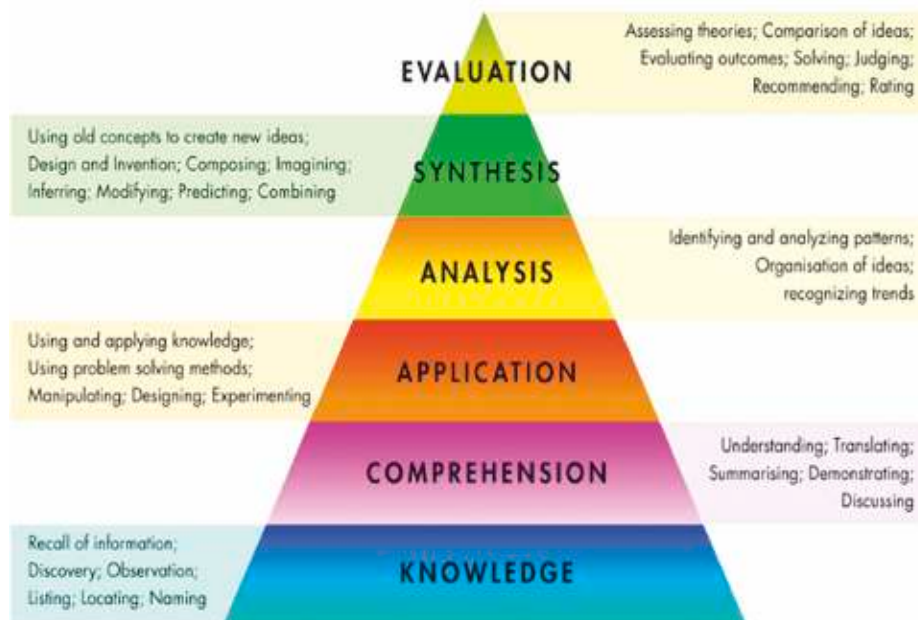 Assessing theories; Comparison of ideas;
Evaluating outcomes; Solving; Judging;
Recommending; Rating
EVALUATION
Using old concepts to create new ideas;
Design and Invention; Composing; Imagining;
Inferring; Modifying; Predicting; Combining
SYNTHESIS
Identifying and analyzing patterns;
Organisation of ideas;
recognizing trends
ANALYSIS
Using and applying knowledge;
Using problem solving methods;
Manipulating; Designing; Experimenting
APPLICATION
Understanding; Translating;
Summarising; Demonstrating;
Discussing
COMPREHENSION
Recall of information;
Discovery; Observation;
Listing; Locating; Naming
KNOWLEDGE